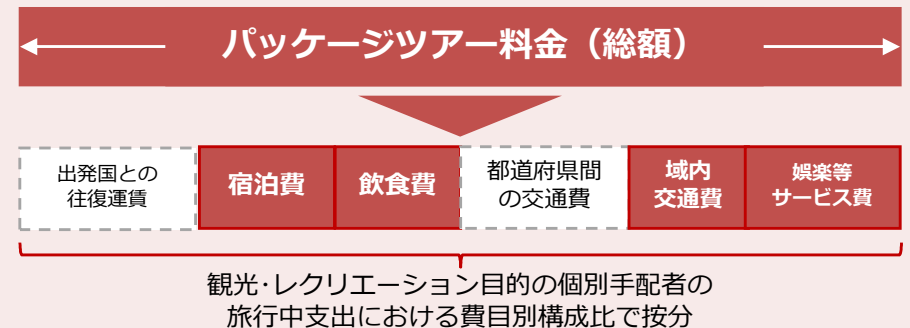 パッケージツアー料金（総額）
出発国との
往復運賃
宿泊費
飲食費
都道府県間
の交通費
域内
交通費
娯楽等
サービス費
観光・レクリエーション目的の個別手配者の
旅行中支出における費目別構成比で按分